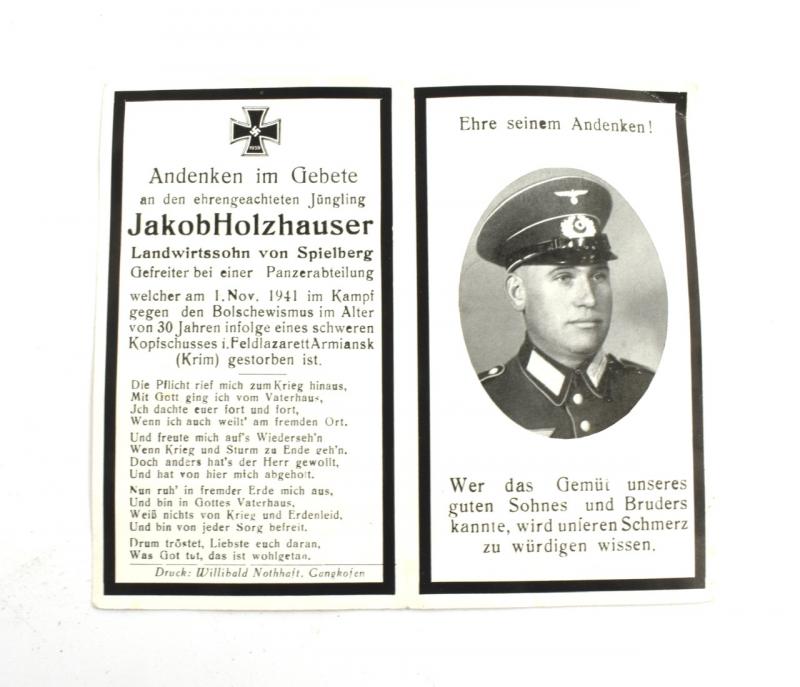 1939
Andenken im Gebete
an den ehrengeachteten Jüngling
Jakob Holzhauser
Landwirtssohn von Spielberg
Gefreiter bei einer Panzerabteilung
welcher am 1. Nov. 1941 im Kampf
gegen den Bolschewismus im Alter
von 30 Jahren infolge eines schweren
Kopfschusses i. Feldlazarett Armiansk
(Krim) gestorben ist.
Die Pflicht rief mich zum Krieg hinaus,
Mit Gott ging ich vom Vaterhaus,
Jch dachte euer fort und fort,
Wenn ich auch weilt' am fremden Ort.
Und freute mich auf's Wiederseh'n
Wenn Krieg und Sturm zu Ende geh'n.
Doch anders hat's der Herr gewollt,
Und hat von hier mich abgeholt.
Nun ruh' in fremder Erde mich aus,
Und bin in Gottes Vaterhaus,
Weiß nichts von Krieg und Erdenleid,
Und bin von jeder Sorg befreit.
Drum tröstet, Liebste euch daran,
Was Got tut, das ist wohlgetan.
Druck: Willibald Nothhaft, Gangkofen
Ehre seinem Andenken!
Wer das Gemüt unseres
guten Sohnes und Bruders
kannte, wird unseren Schmerz
zu würdigen wissen.